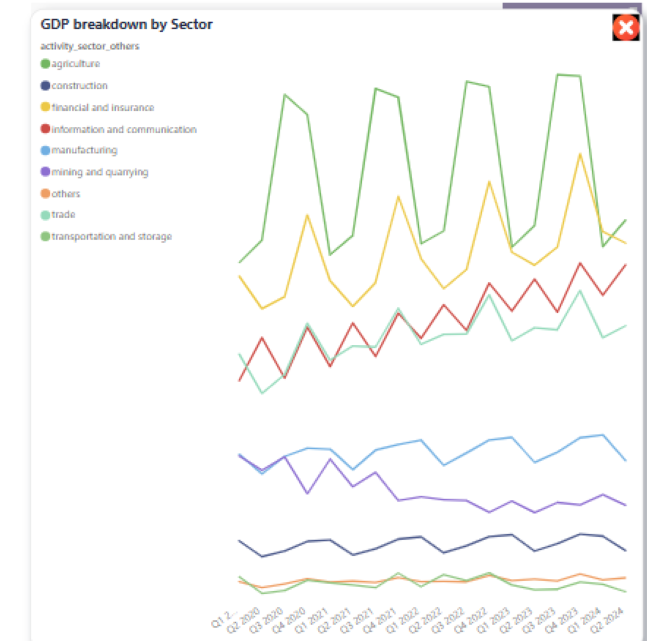 GDP breakdown by Sector
activity_sector_others
agriculture
construction
financial and insurance
information and communication
manufacturing
mining and quarrying
others
trade
transportation and storage
Q1 2...
Q2 2020
Q3 2020
Q4 2020
Q1 2021
Q2 2021
Q3 2021
Q4 2021
Q1 2022
Q2 2022
Q3 2022
Q4 2022
Q1 2023
Q2 2023
Q3 2023
Q4 2023
Q1 2024
Q2 2024